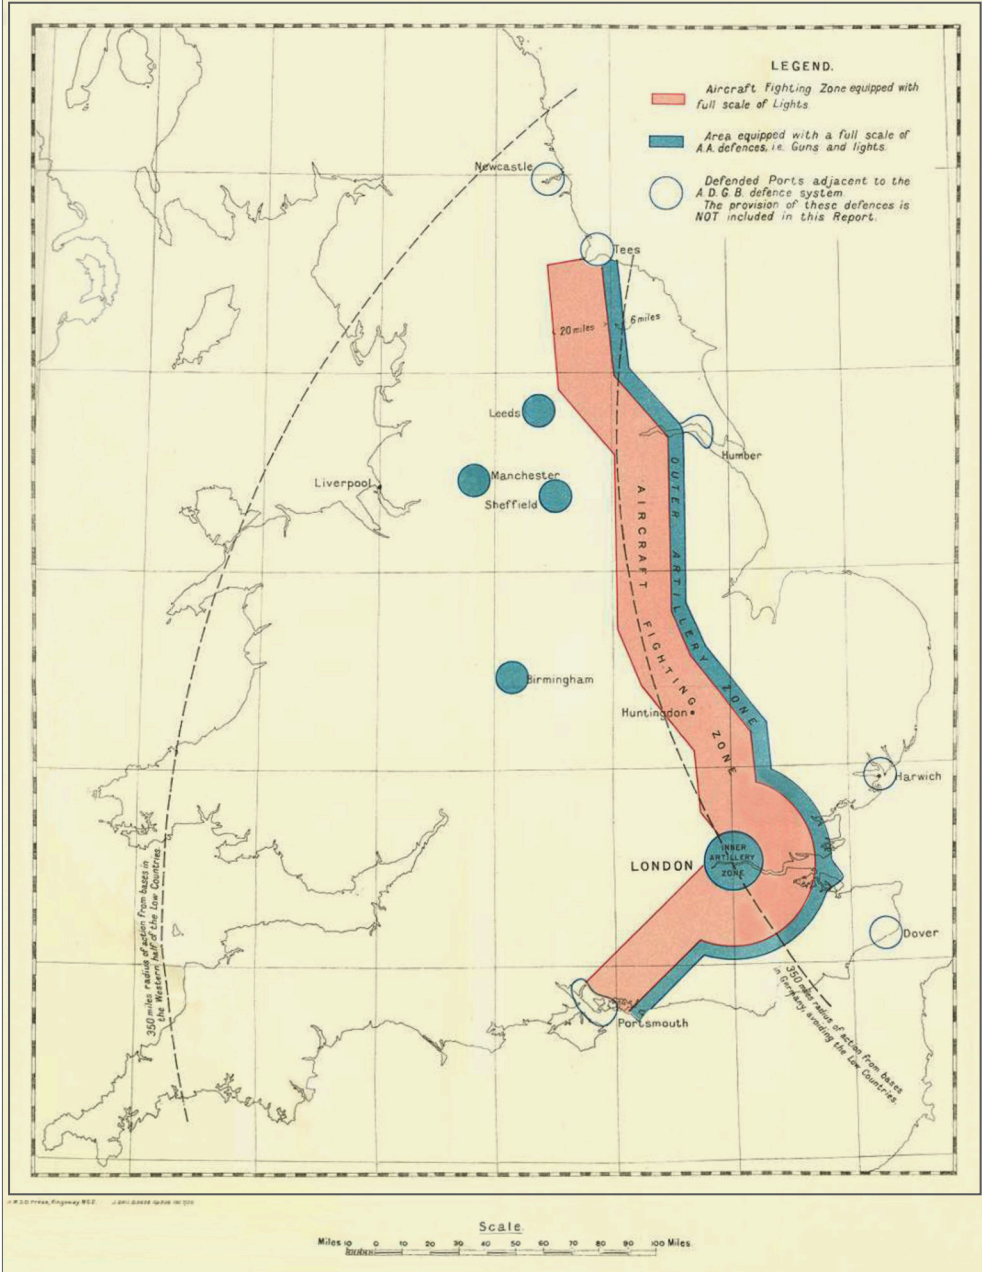 LEGEND.
Aircraft Fighting Zone equipped with
full scale of Lights.
Area equipped with a full scale of
A.A. defences, i.e. Guns and lights.
Defended Ports adjacent to the
A.D.G.B. defence system.
The provision of these defences is
NOT included in this Report.
Newcastle
Tees
20 miles
6 miles
Leeds
Humber
Manchester
Liverpool
Sheffield
OUTER ARTILLERY ZONE
AIRCRAFT FIGHTING ZONE
Birmingham
Huntingdon
Harwich
INNER
ARTILLERY
ZONE
LONDON
Dover
350 miles radius of action from bases in
the Western half of the Low Countries.
350 miles radius of action from bases
in Germany, avoiding the Low Countries.
Portsmouth
Press, Kingsway W.C.2.
Scale.
Miles 10 0 10 20 30 40 50 60 70 80 90 100 Miles